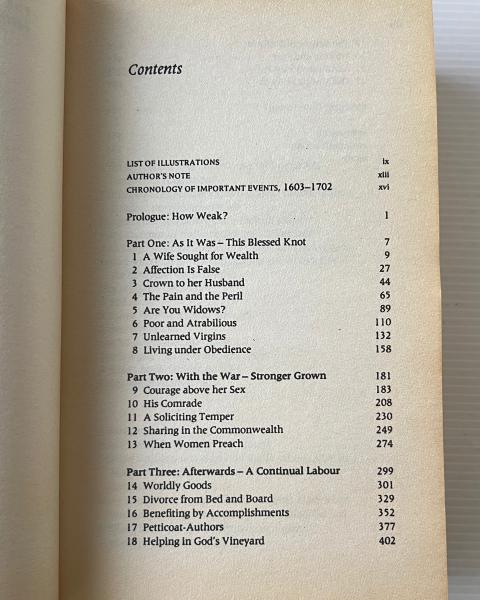 Contents
LIST OF ILLUSTRATIONS ix
AUTHOR'S NOTE xiii
CHRONOLOGY OF IMPORTANT EVENTS, 1603–1702 xvi
Prologue: How Weak? 1
Part One: As It Was – This Blessed Knot 7
1 A Wife Sought for Wealth 9
2 Affection Is False 27
3 Crown to her Husband 44
4 The Pain and the Peril 65
5 Are You Widows? 89
6 Poor and Atrabilious 110
7 Unlearned Virgins 132
8 Living under Obedience 158
Part Two: With the War – Stronger Grown 181
9 Courage above her Sex 183
10 His Comrade 208
11 A Soliciting Temper 230
12 Sharing in the Commonwealth 249
13 When Women Preach 274
Part Three: Afterwards – A Continual Labour 299
14 Worldly Goods 301
15 Divorce from Bed and Board 329
16 Benefiting by Accomplishments 352
17 Petticoat-Authors 377
18 Helping in God's Vineyard 402